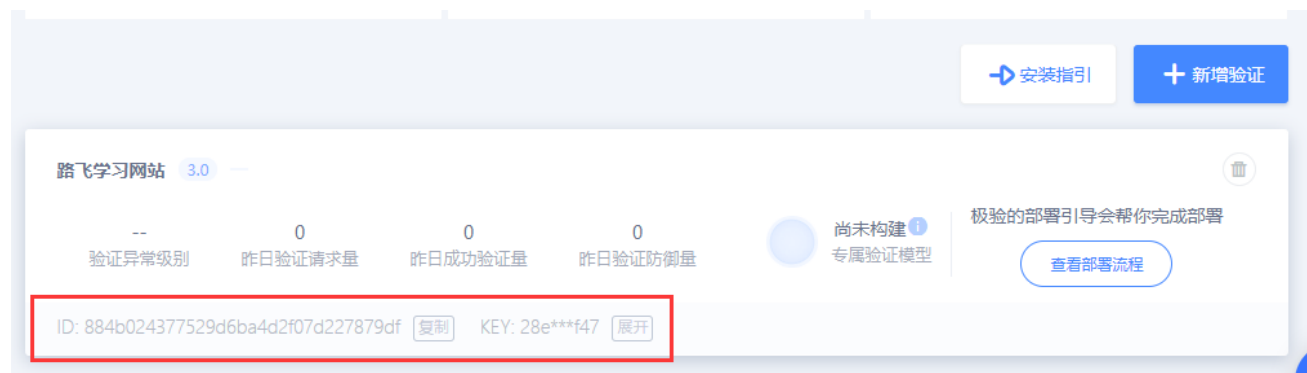 安装指引
新增验证
路飞学习网站 3.0
极验的部署引导会帮你完成部署
-- 0 0 0 尚未构建
验证异常级别 昨日验证请求量 昨日成功验证量 昨日验证防御量 专属验证模型
查看部署流程
ID: 884b024377529d6ba4d2f07d227879df 复制 KEY: 28e***f47 展开